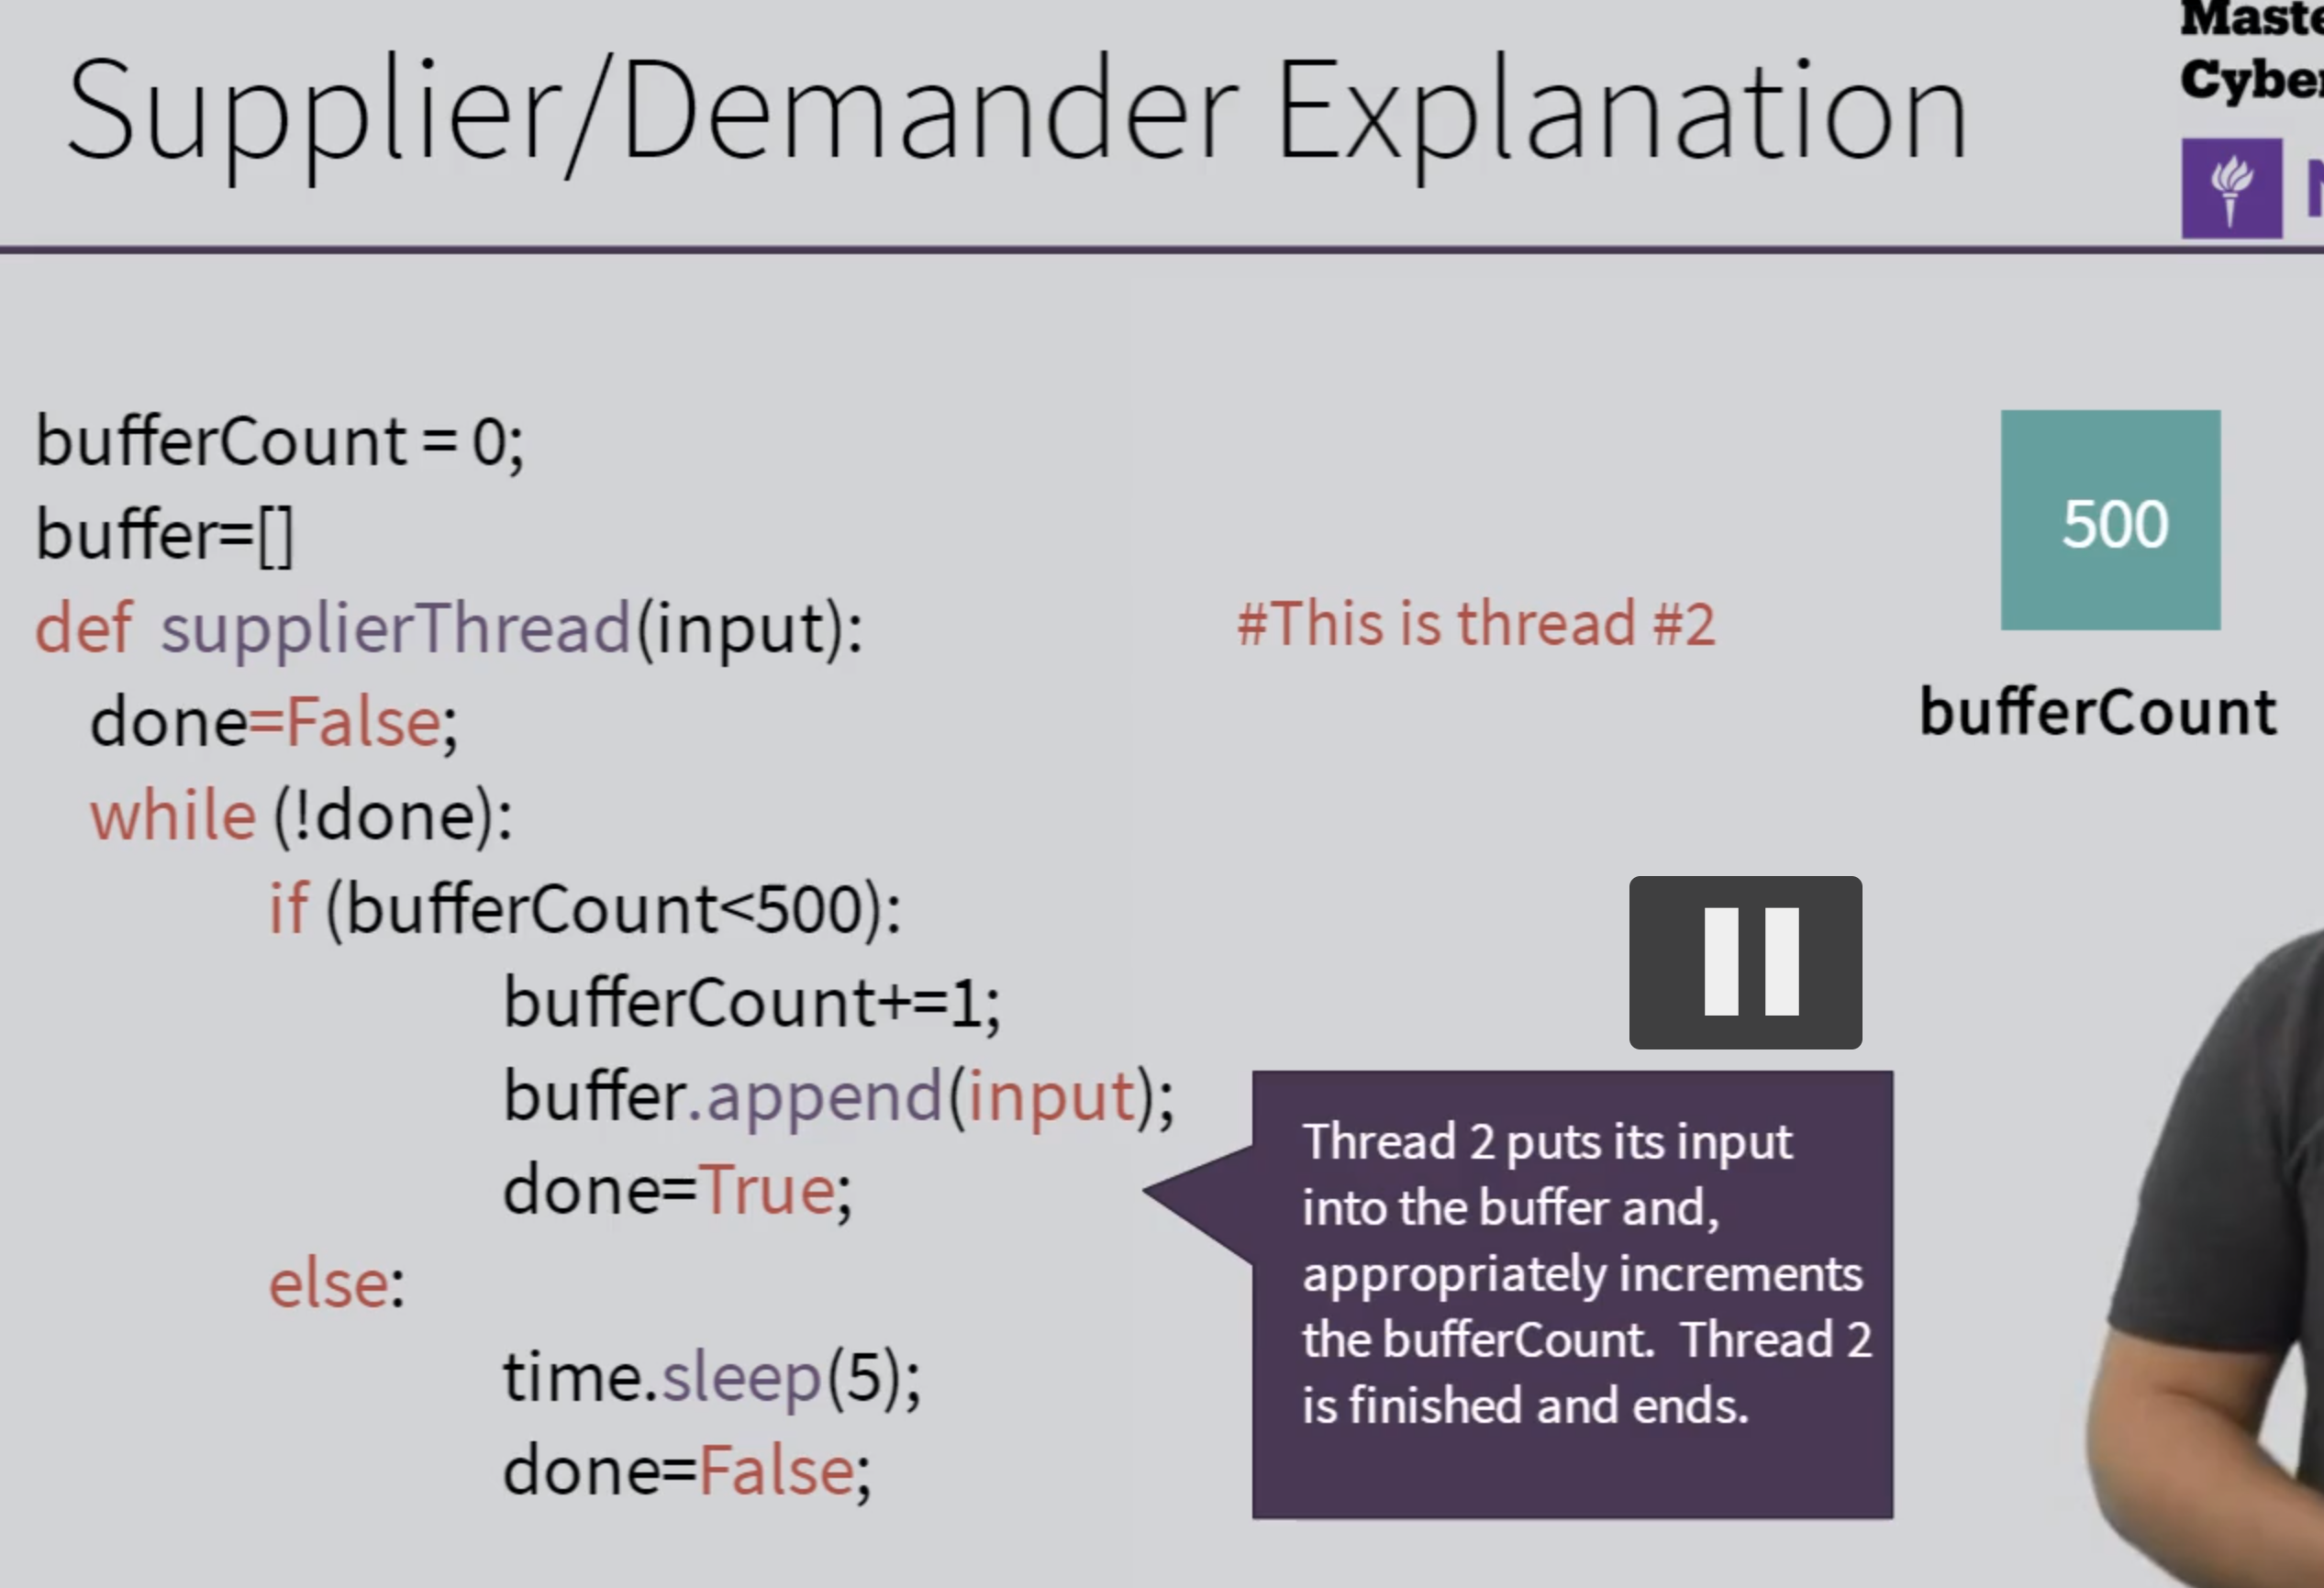 Supplier/Demander Explanation
bufferCount = 0;
buffer=[]
def supplierThread(input):
#This is thread #2
done=False;
while (!done):
if (bufferCount<500):
bufferCount+=1;
buffer.append(input);
done=True;
else:
time.sleep(5);
done=False;
500
bufferCount
Thread 2 puts its input
into the buffer and,
appropriately increments
the bufferCount. Thread 2
is finished and ends.